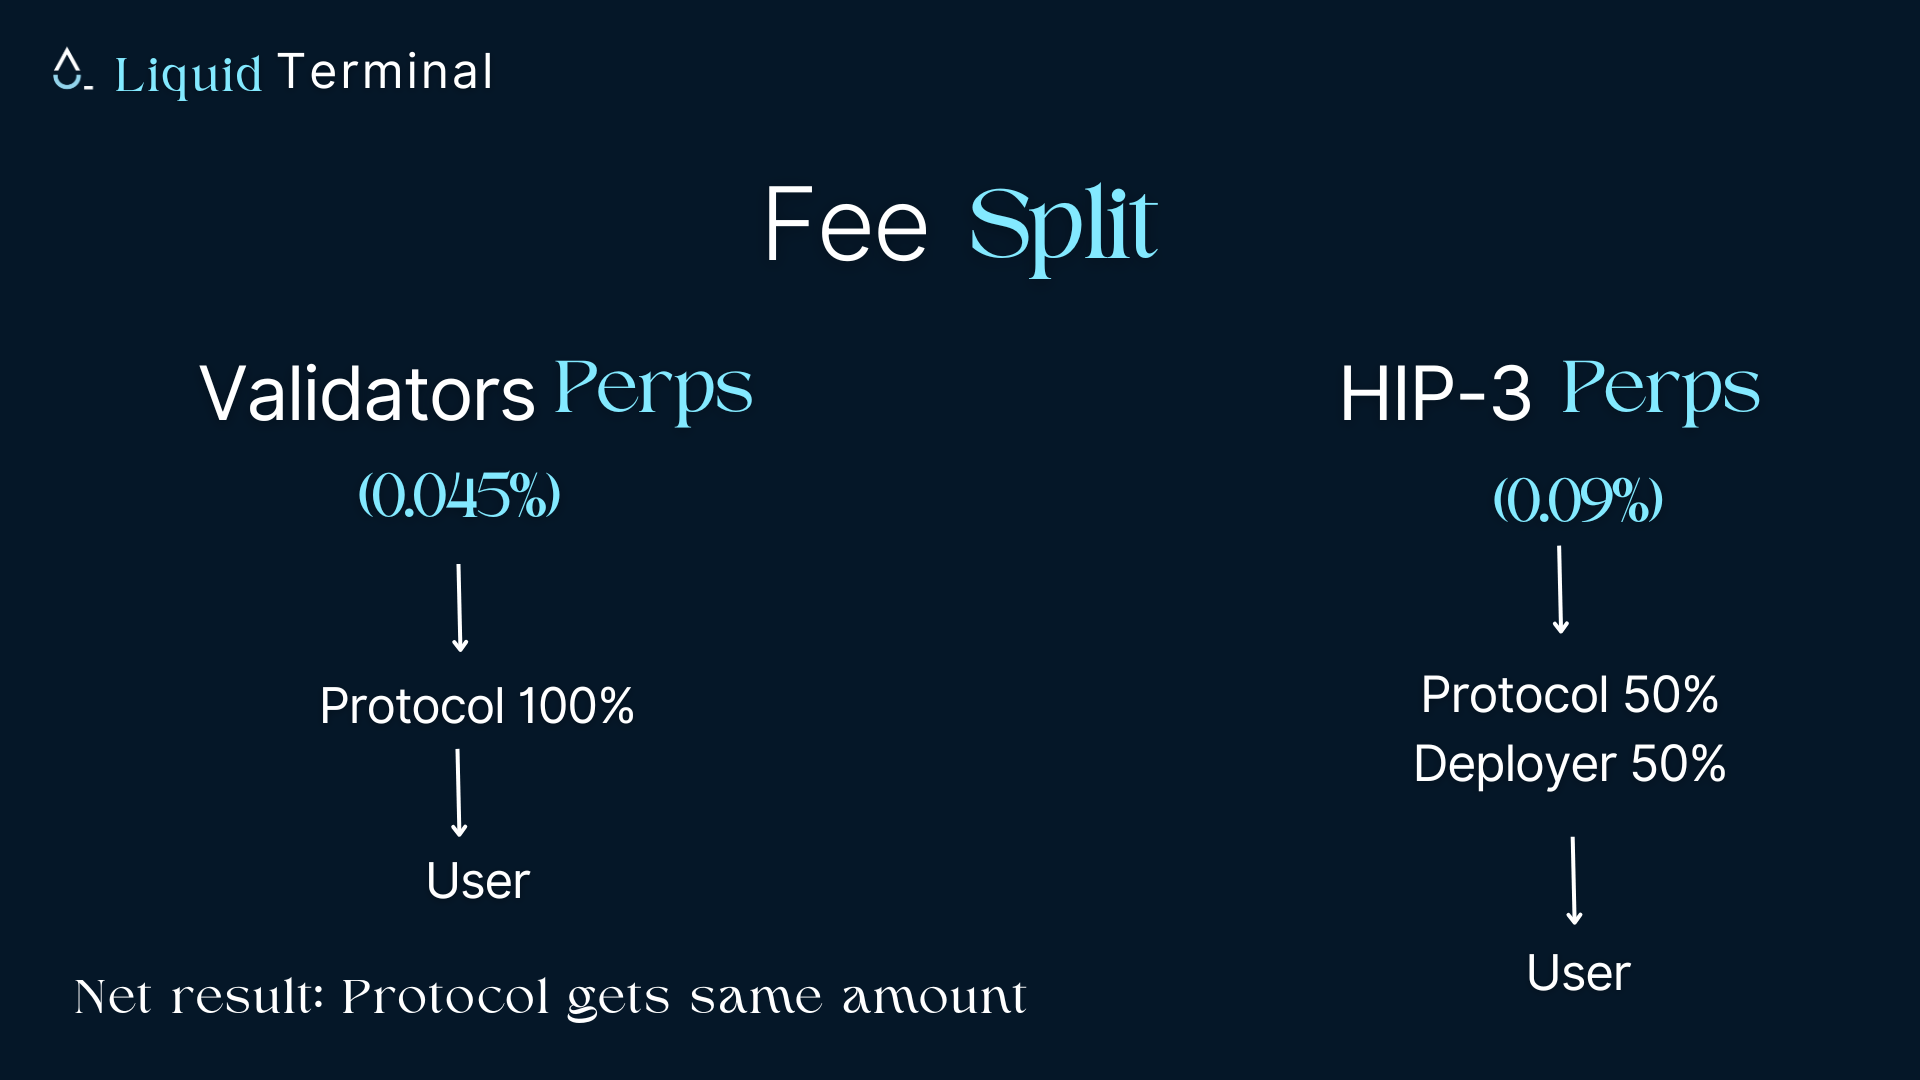 Liquid Terminal
Fee Split
Validators Perps
(0.045%)
Protocol 100%
User
HIP-3 Perps
(0.09%)
Protocol 50%
Deployer 50%
User
Net result: Protocol gets same amount